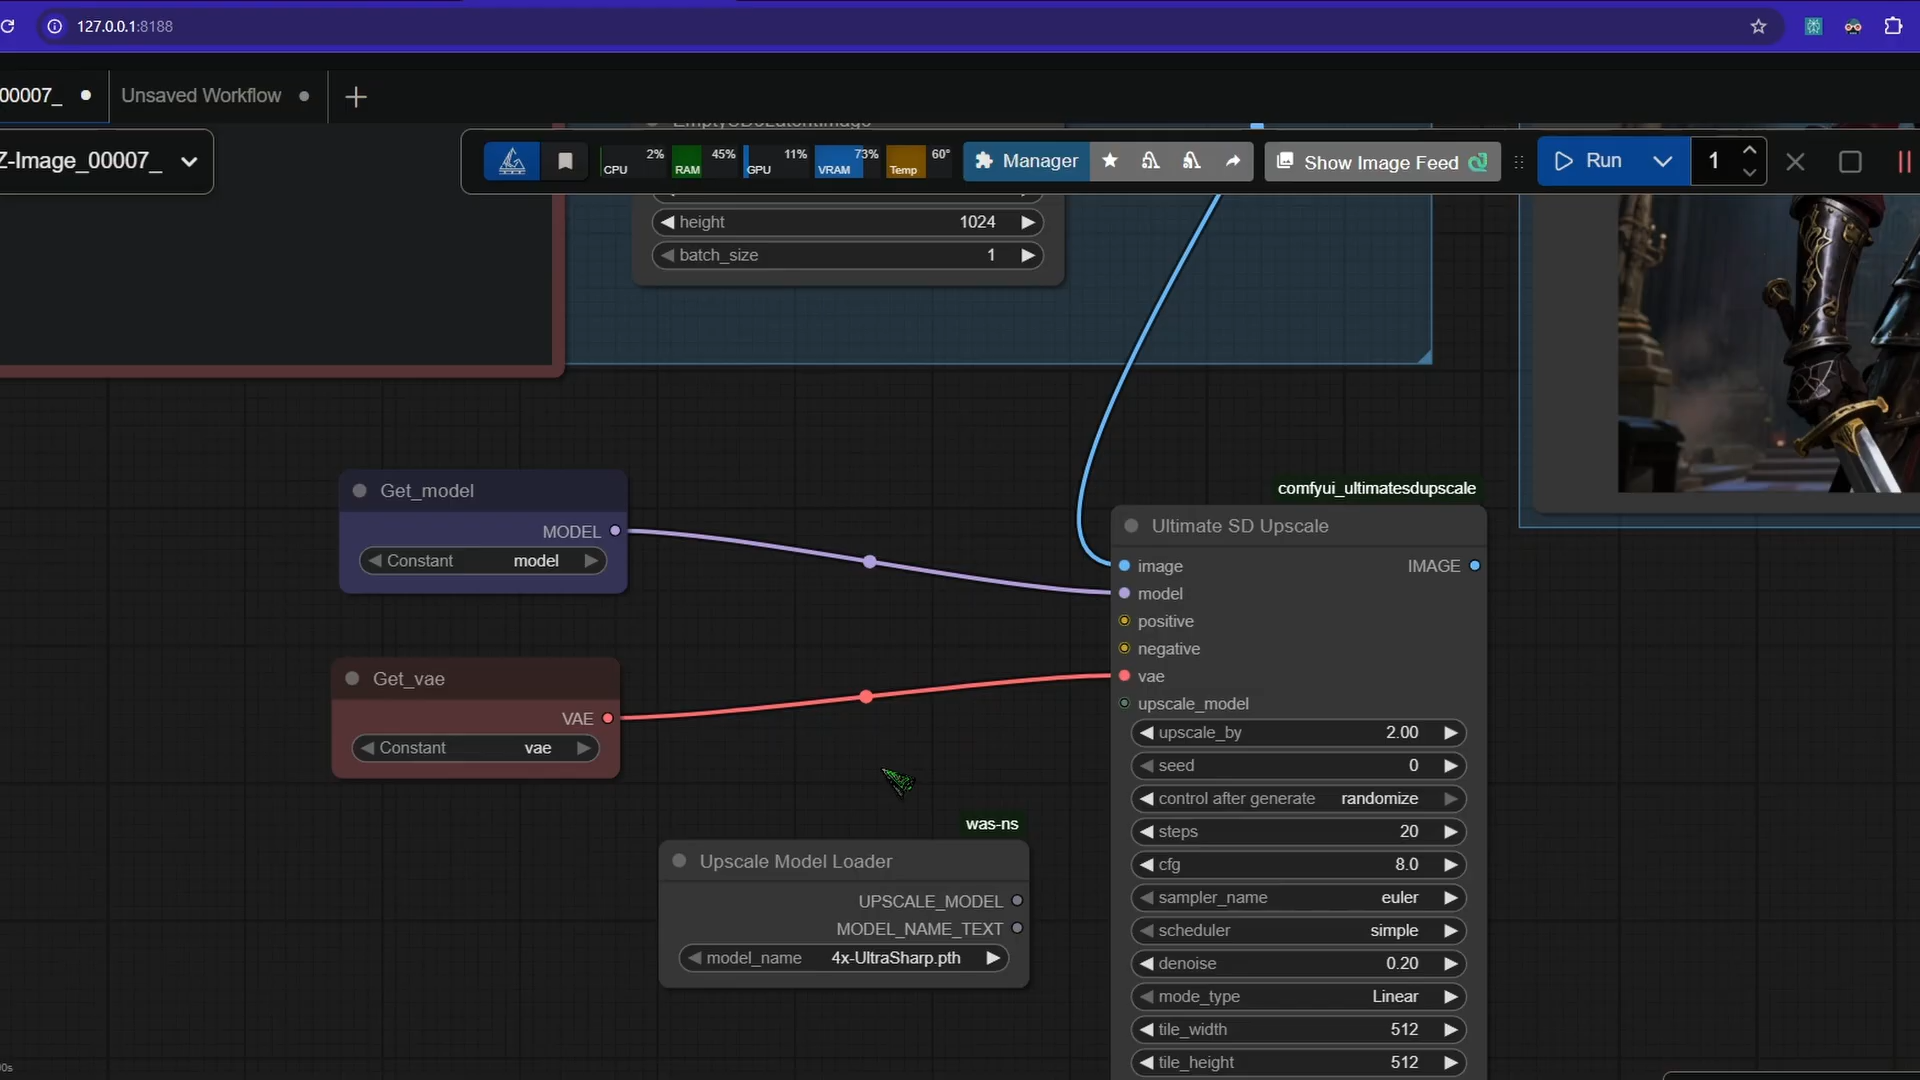 127.0.0.1:8188
00007_
Unsaved Workflow
Z-Image_00007_
CPU 2%
RAM 45%
GPU 11%
VRAM 73%
Temp 60°
Manager
Show Image Feed
Run
1
height 1024
batch_size 1
Get_model
MODEL
Constant model
Get_vae
VAE
Constant vae
was-ns
Upscale Model Loader
UPSCALE_MODEL
MODEL_NAME_TEXT
model_name 4x-UltraSharp.pth
comfyui_ultimatesdupscale
Ultimate SD Upscale
image IMAGE
model
positive
negative
vae
upscale_model
upscale_by 2.00
seed 0
control after generate randomize
steps 20
cfg 8.0
sampler_name euler
scheduler simple
denoise 0.20
mode_type Linear
tile_width 512
tile_height 512